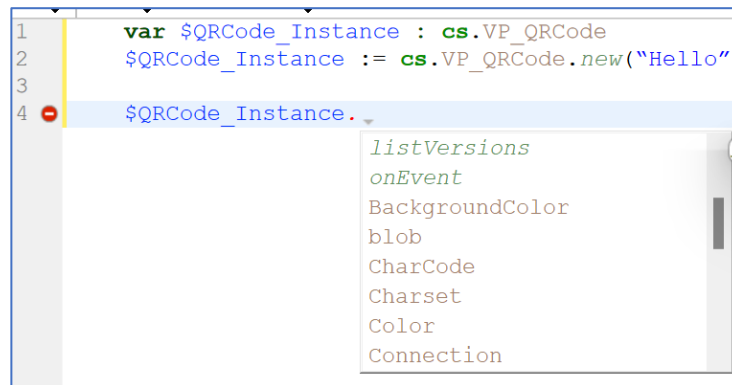 1 var $QRCode_Instance : cs.VP_QRCode
2 $QRCode_Instance := cs.VP_QRCode.new(“Hello”
3
4 $QRCode_Instance.
listVersions
onEvent
BackgroundColor
blob
CharCode
Charset
Color
Connection